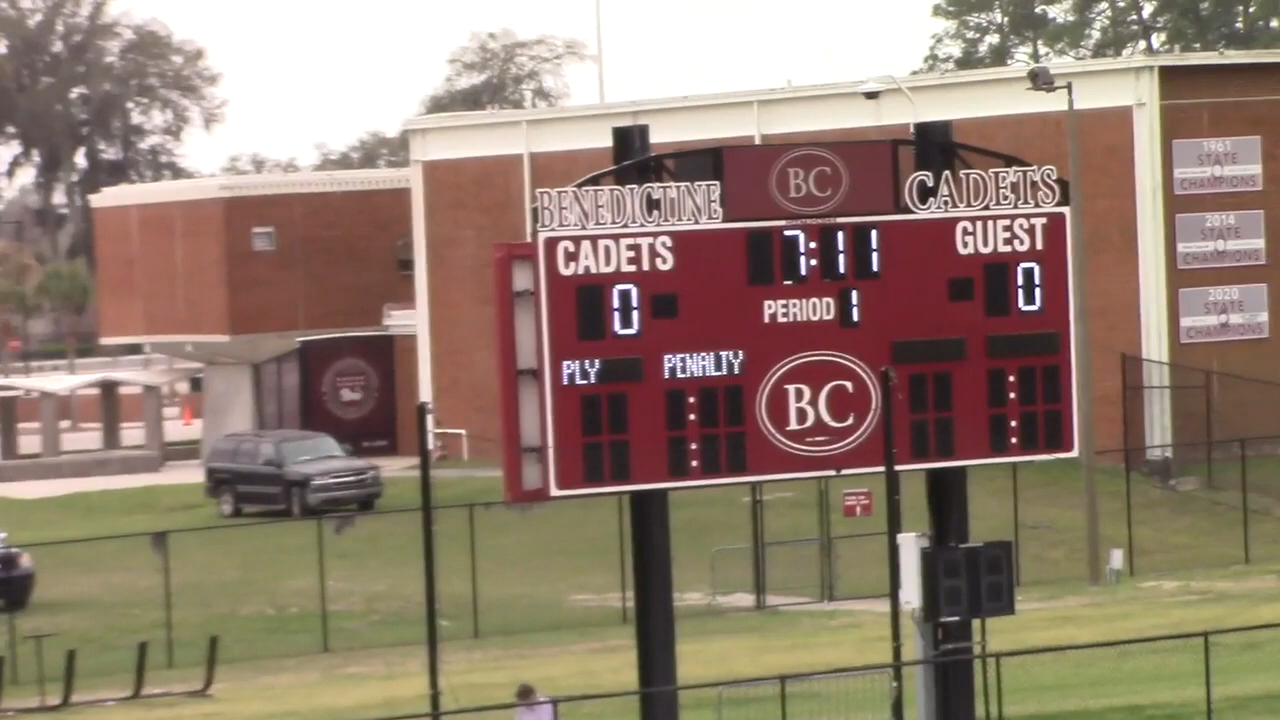 BENEDICTINE BC CADETS
CADETS 7:11 GUEST
0 PERIOD 1 0
PLY PENALTY
BC
1961
STATE
CHAMPIONS
2014
STATE
CHAMPIONS
2020
STATE
CHAMPIONS